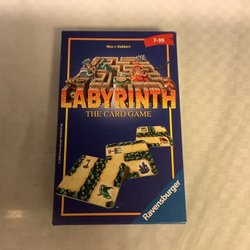 Max J. Kobbert
7-99
LABYRINTH
THE CARD GAME
Ravensburger